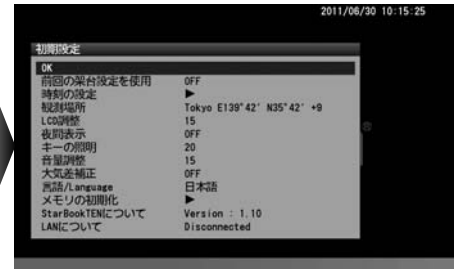 2011/06/30 10:15:25
初期設定
OK
前回の架台設定を使用 OFF
時刻の設定 ▶
観測場所 Tokyo E139°42′ N35°42′ +9
LCD調整 15
夜間表示 OFF
キーの照明 20
音量調整 15
大気差補正 OFF
言語/Language 日本語
メモリの初期化 ▶
StarBookTENについて Version : 1.10
LANについて Disconnected
®